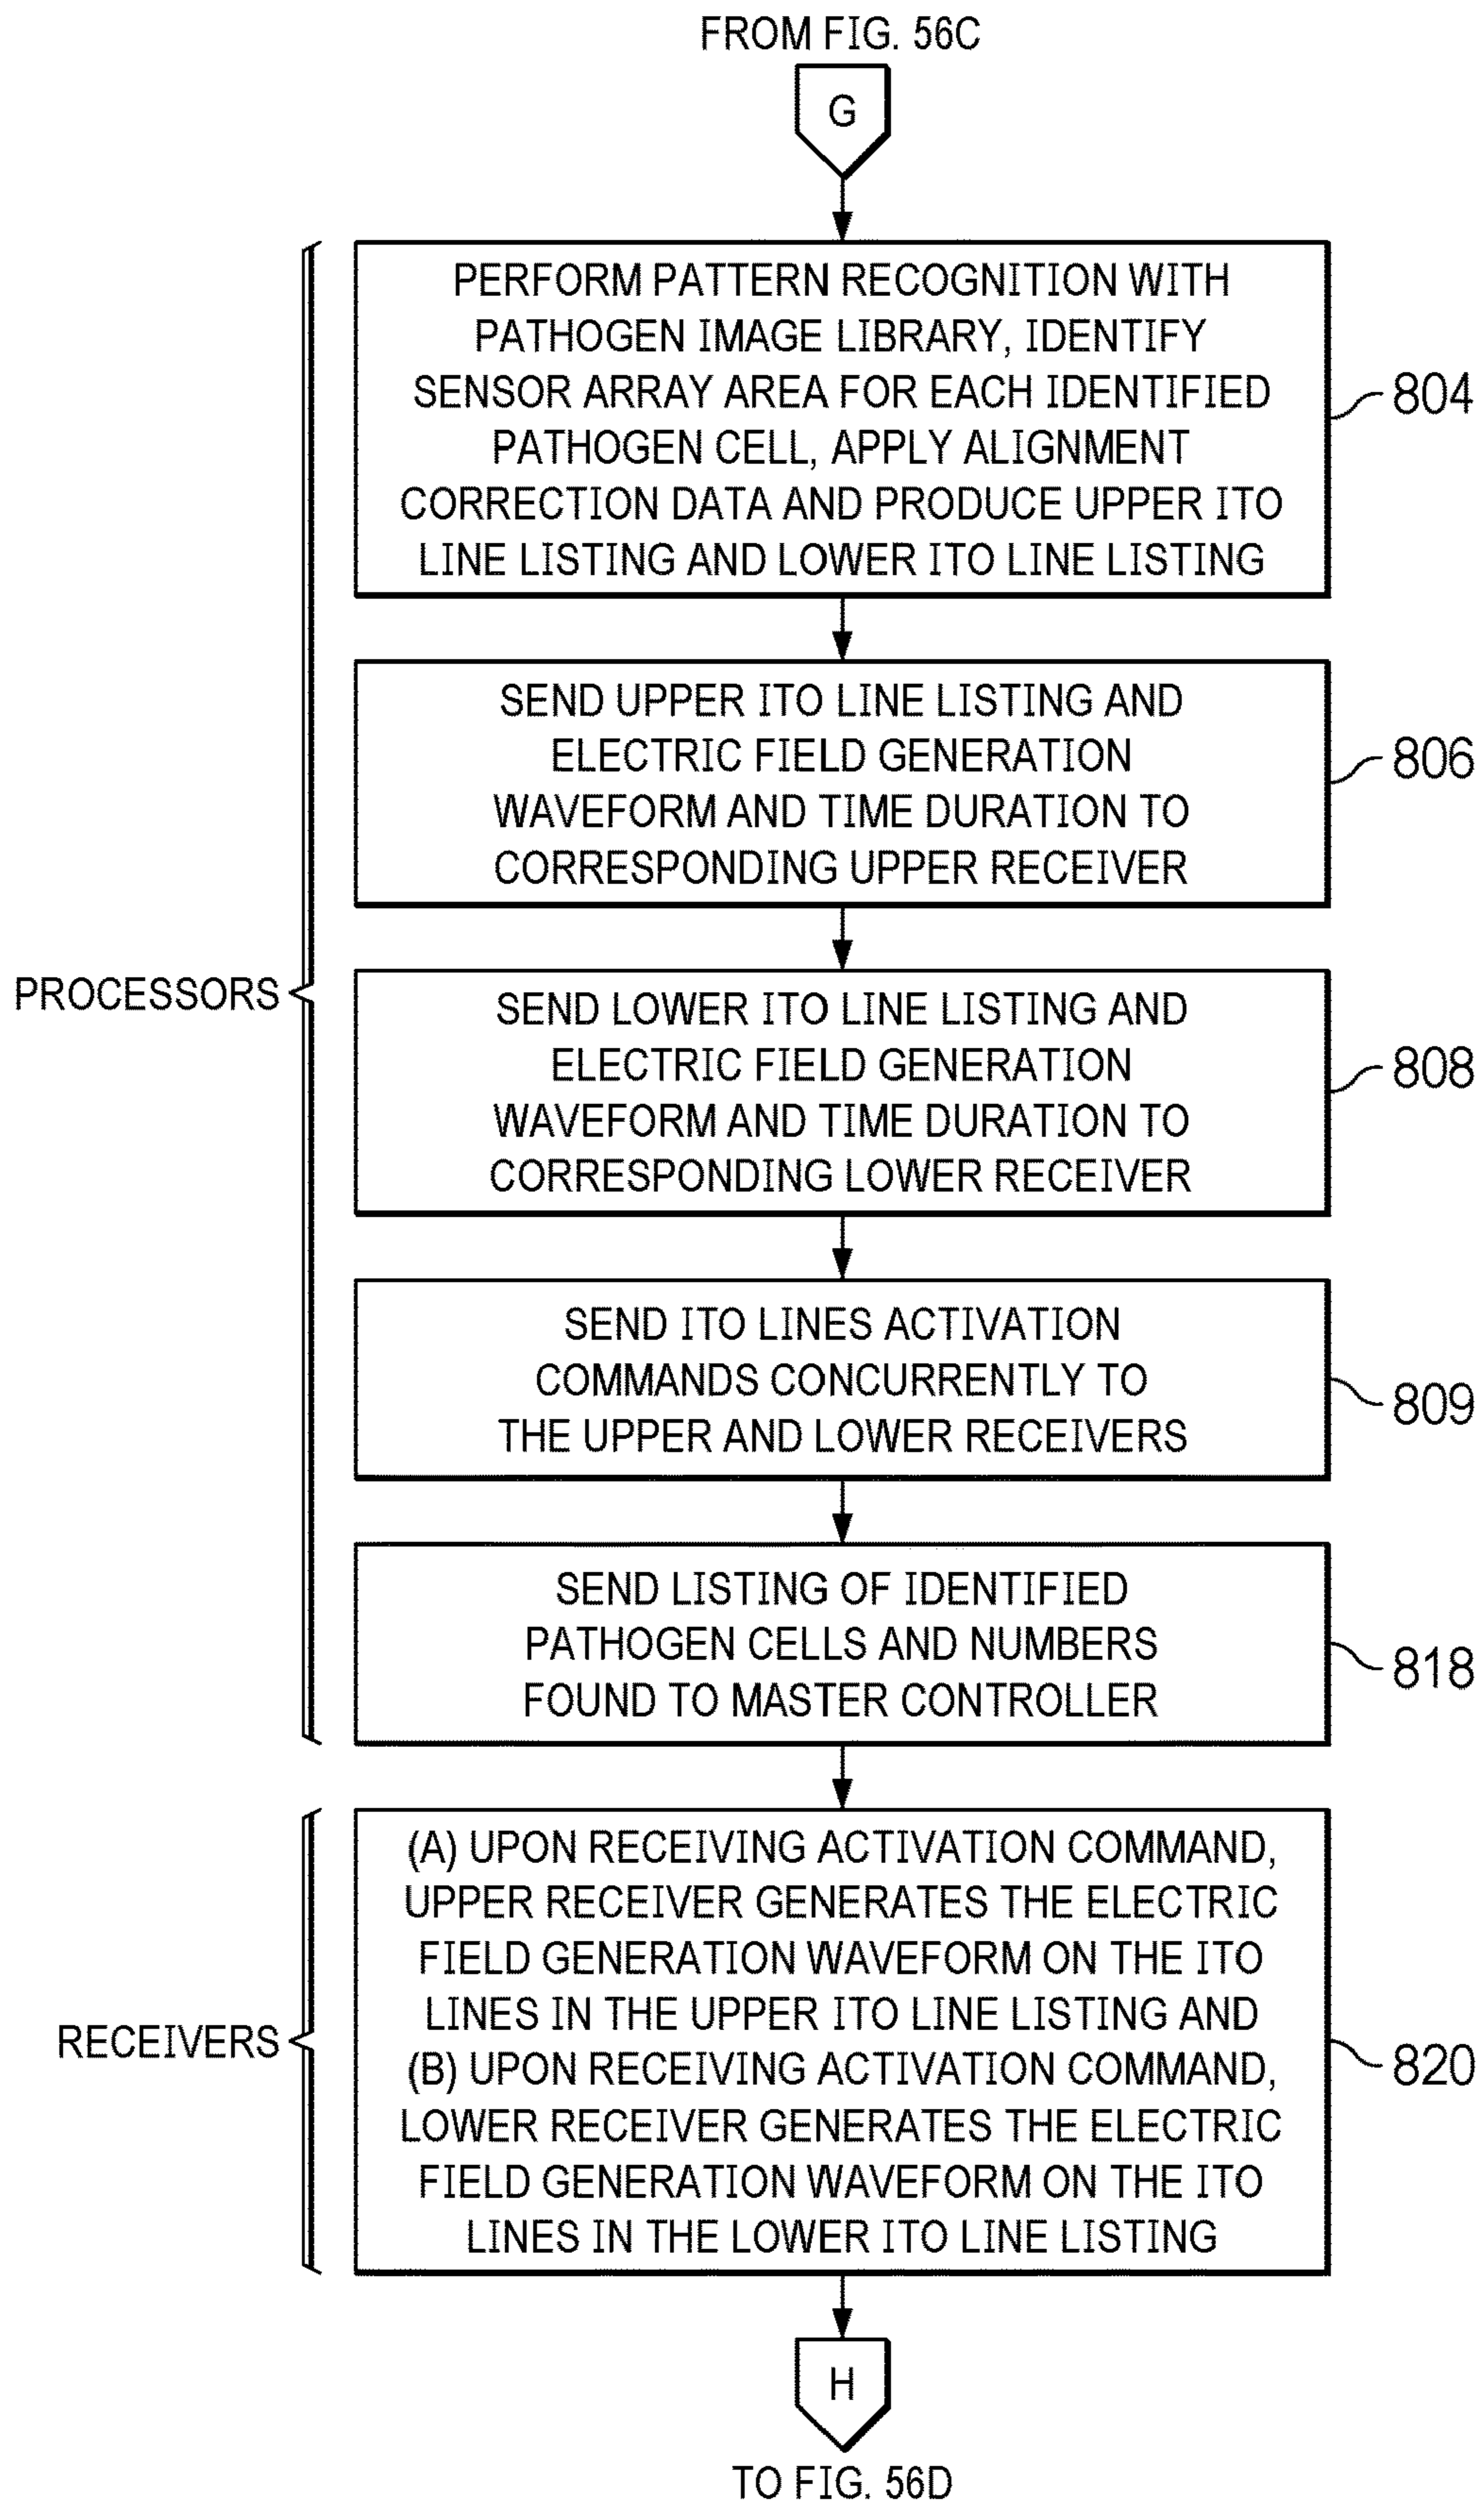 FROM FIG. 56C
G
PERFORM PATTERN RECOGNITION WITH
PATHOGEN IMAGE LIBRARY, IDENTIFY
SENSOR ARRAY AREA FOR EACH IDENTIFIED
PATHOGEN CELL, APPLY ALIGNMENT
CORRECTION DATA AND PRODUCE UPPER ITO
LINE LISTING AND LOWER ITO LINE LISTING
804
SEND UPPER ITO LINE LISTING AND
ELECTRIC FIELD GENERATION
WAVEFORM AND TIME DURATION TO
CORRESPONDING UPPER RECEIVER
806
PROCESSORS
SEND LOWER ITO LINE LISTING AND
ELECTRIC FIELD GENERATION
WAVEFORM AND TIME DURATION TO
CORRESPONDING LOWER RECEIVER
808
SEND ITO LINES ACTIVATION
COMMANDS CONCURRENTLY TO
THE UPPER AND LOWER RECEIVERS
809
SEND LISTING OF IDENTIFIED
PATHOGEN CELLS AND NUMBERS
FOUND TO MASTER CONTROLLER
818
RECEIVERS
(A) UPON RECEIVING ACTIVATION COMMAND,
UPPER RECEIVER GENERATES THE ELECTRIC
FIELD GENERATION WAVEFORM ON THE ITO
LINES IN THE UPPER ITO LINE LISTING AND
(B) UPON RECEIVING ACTIVATION COMMAND,
LOWER RECEIVER GENERATES THE ELECTRIC
FIELD GENERATION WAVEFORM ON THE ITO
LINES IN THE LOWER ITO LINE LISTING
820
H
TO FIG. 56D